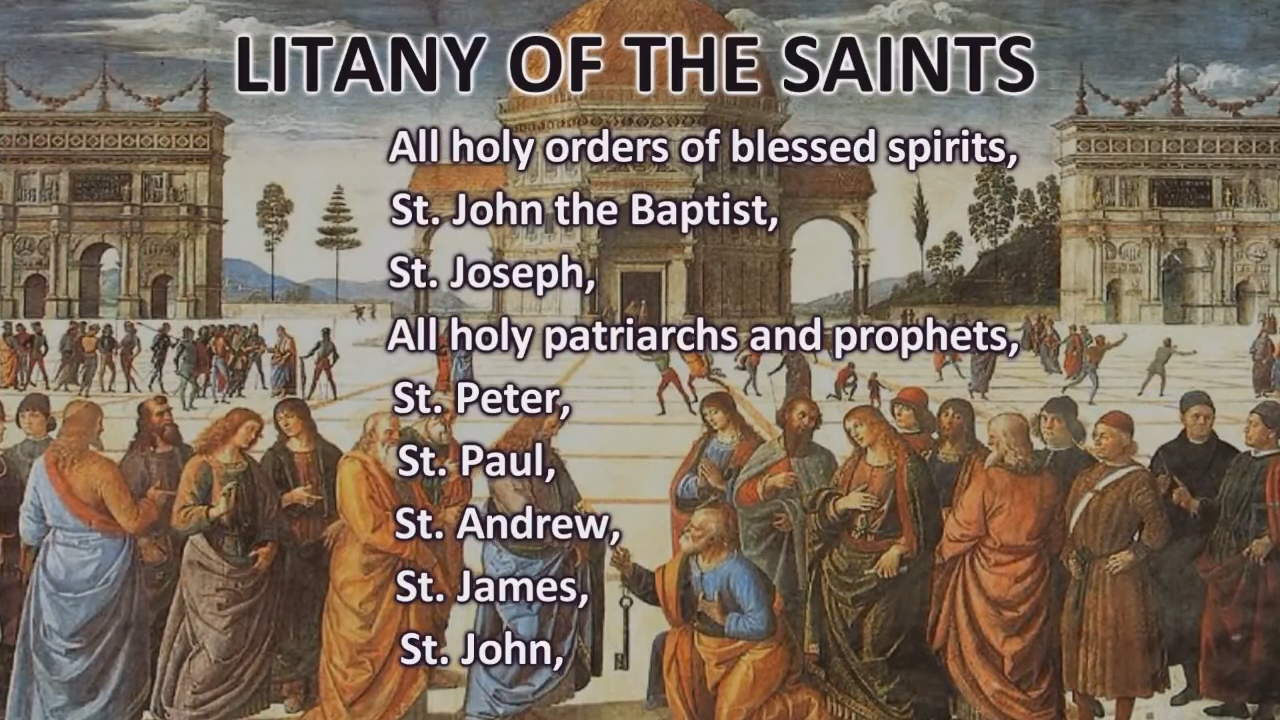 LITANY OF THE SAINTS
All holy orders of blessed spirits,
St. John the Baptist,
St. Joseph,
All holy patriarchs and prophets,
St. Peter,
St. Paul,
St. Andrew,
St. James,
St. John,